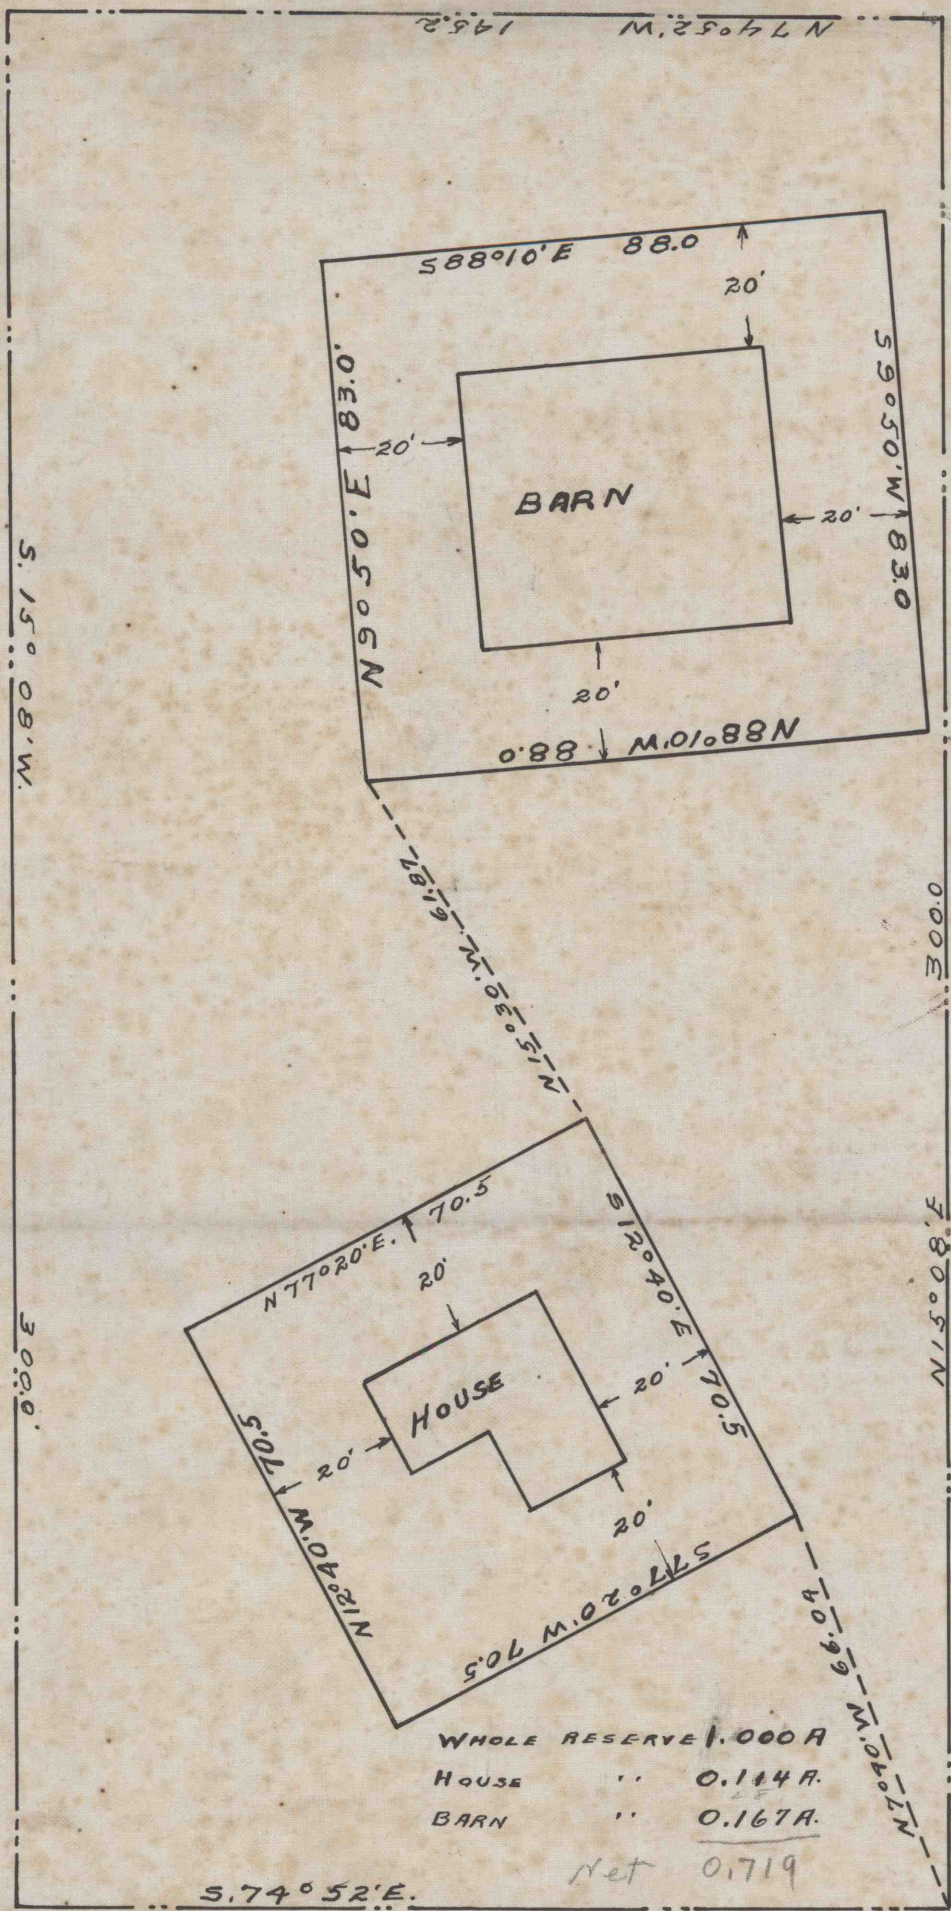 N 74°52' W 145.2
S 88°10' E 88.0
20'
S 9°50' W 83.0
N 9°50' E 83.0'
20'
BARN
20'
20'
N 88°10' W 88.0
S. 15° 08' W. 300.0'
N 15°08' E 300.0
N 15°30' W. 61.87
N 77°20' E. 70.5
S 12°40' E 70.5
20'
HOUSE
20'
20'
20'
N 12°40' W 70.5
S 77°20' W 70.5
N 7°40' W 66.04
WHOLE RESERVE 1.000 A
HOUSE " 0.114 A.
BARN " 0.167 A.
Net 0.719
S. 74° 52' E.